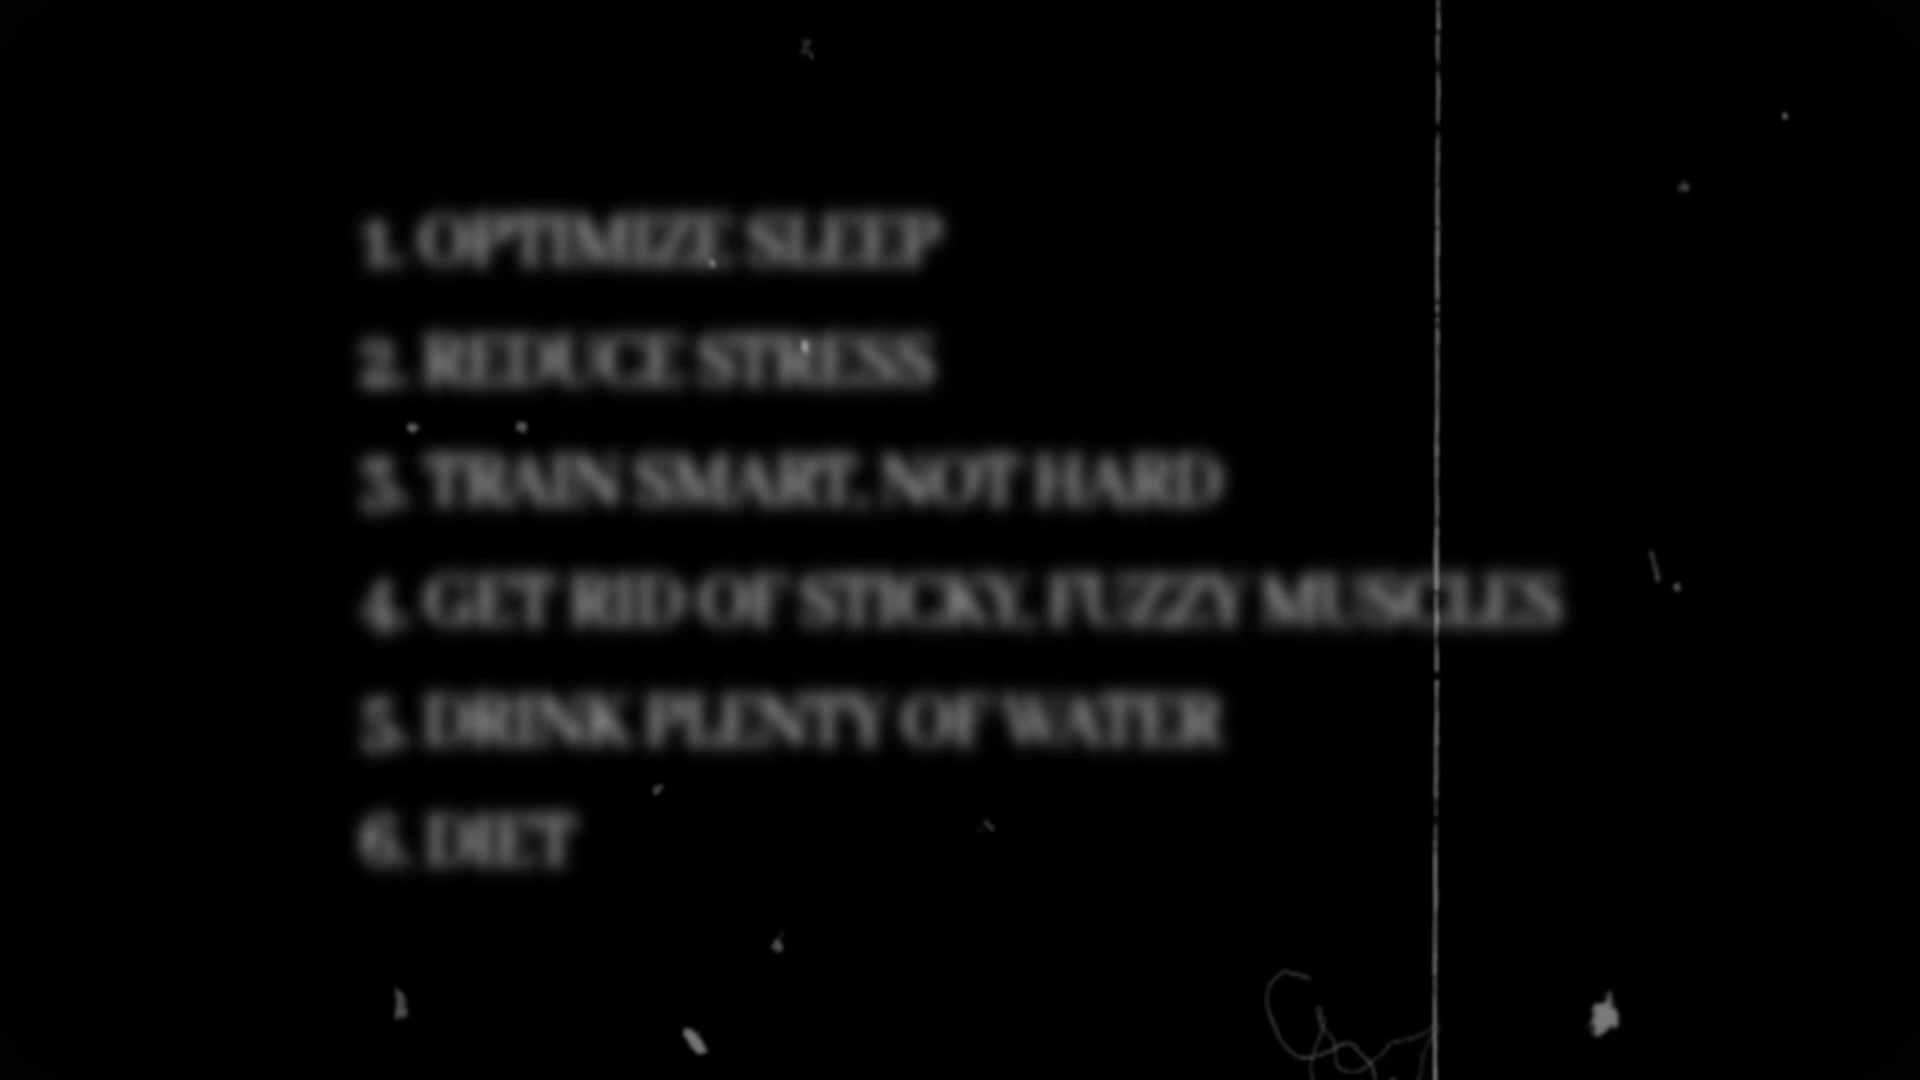 1. OPTIMIZE SLEEP
2. REDUCE STRESS
3. TRAIN SMART, NOT HARD
4. GET RID OF STICKY, FUZZY MUSCLES
5. DRINK PLENTY OF WATER
6. DIET